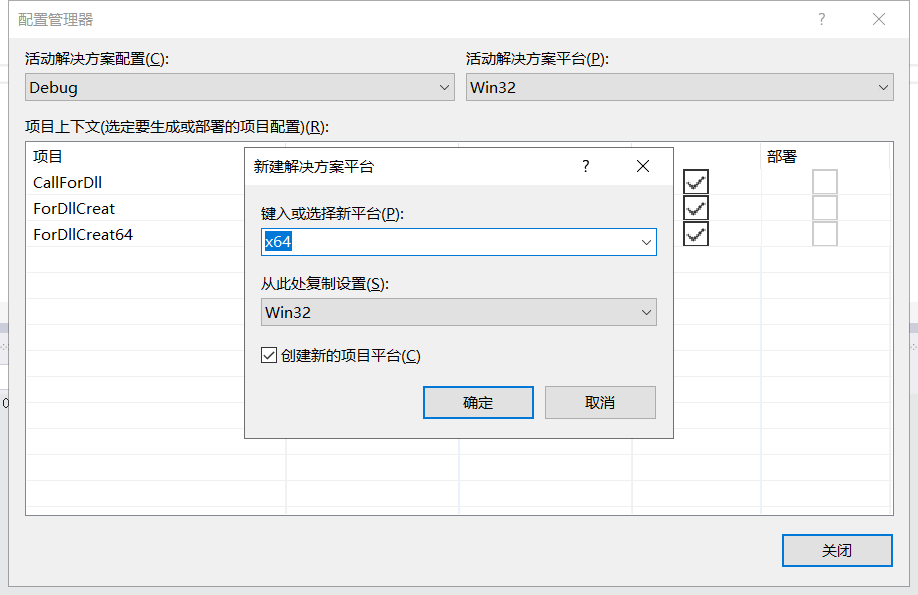 配置管理器
?
活动解决方案配置(C):
活动解决方案平台(P):
Debug
Win32
项目上下文(选定要生成或部署的项目配置)(R):
项目
部署
CallForDll
ForDllCreat
ForDllCreat64
新建解决方案平台
?
键入或选择新平台(P):
x64
从此处复制设置(S):
Win32
创建新的项目平台(C)
确定
取消
0
关闭